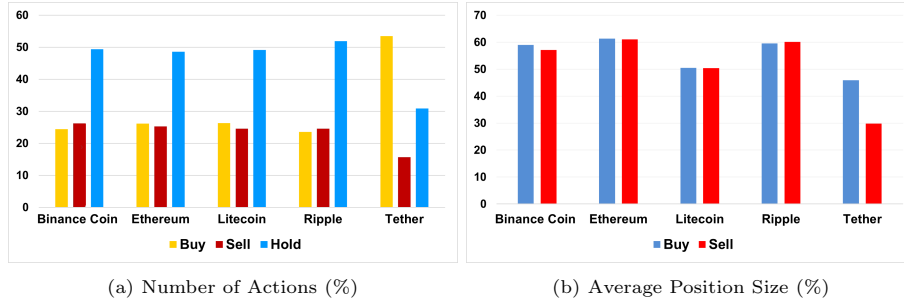 60
50
40
30
20
10
0
Binance Coin Ethereum Litecoin Ripple Tether
Buy Sell Hold
(a) Number of Actions (%)
70
60
50
40
30
20
10
0
Binance Coin Ethereum Litecoin Ripple Tether
Buy Sell
(b) Average Position Size (%)